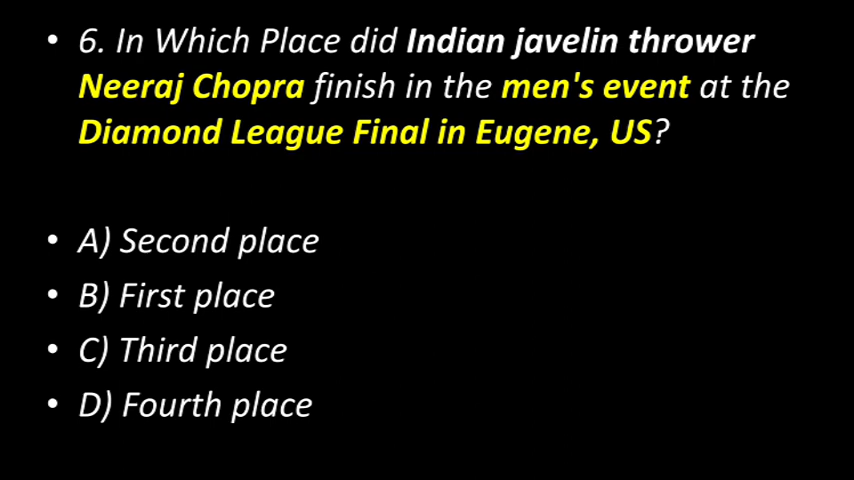 • 6. In Which Place did Indian javelin thrower
Neeraj Chopra finish in the men's event at the
Diamond League Final in Eugene, US?
• A) Second place
• B) First place
• C) Third place
• D) Fourth place